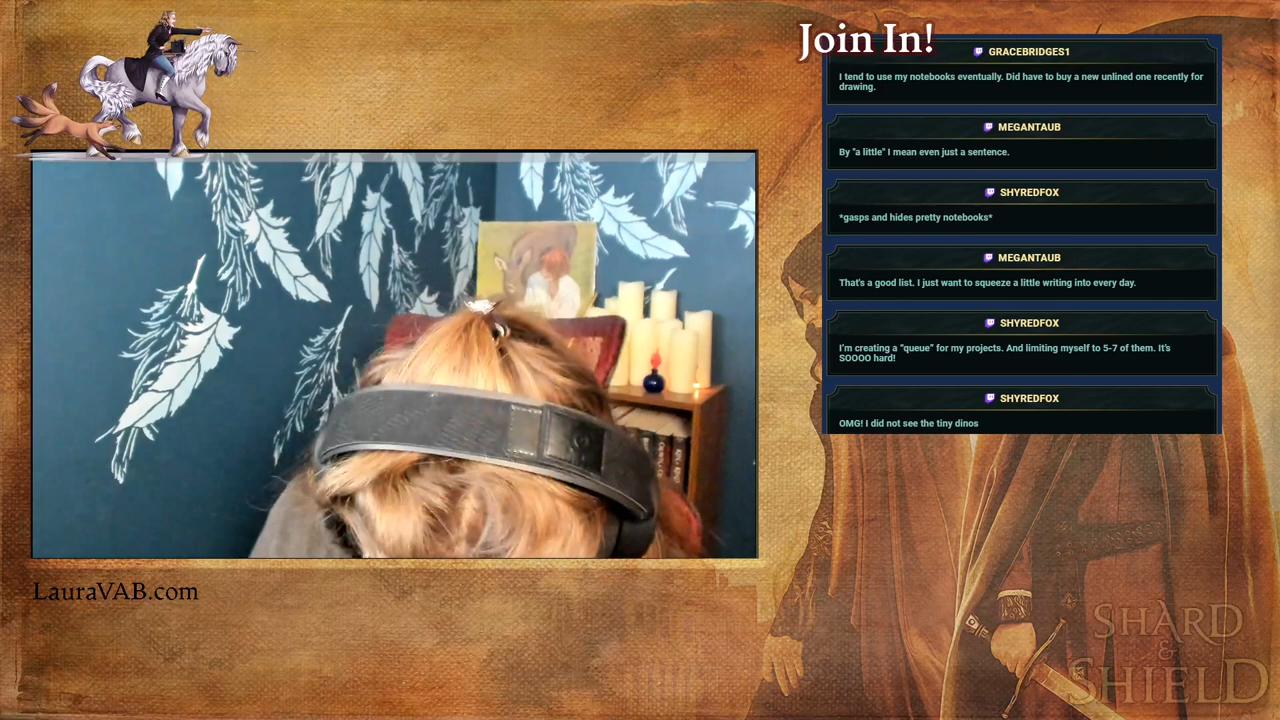 Join In!
GRACEBRIDGES1
I tend to use my notebooks eventually. Did have to buy a new unlined one recently for
drawing.
MEGANTAUB
By "a little" I mean even just a sentence.
SHYREDFOX
*gasps and hides pretty notebooks*
MEGANTAUB
That's a good list. I just want to squeeze a little writing into every day.
SHYREDFOX
I'm creating a “queue” for my projects. And limiting myself to 5-7 of them. It's
SOOOO hard!
SHYREDFOX
OMG! I did not see the tiny dinos
LauraVAB.com
SHARD
&
SHIELD